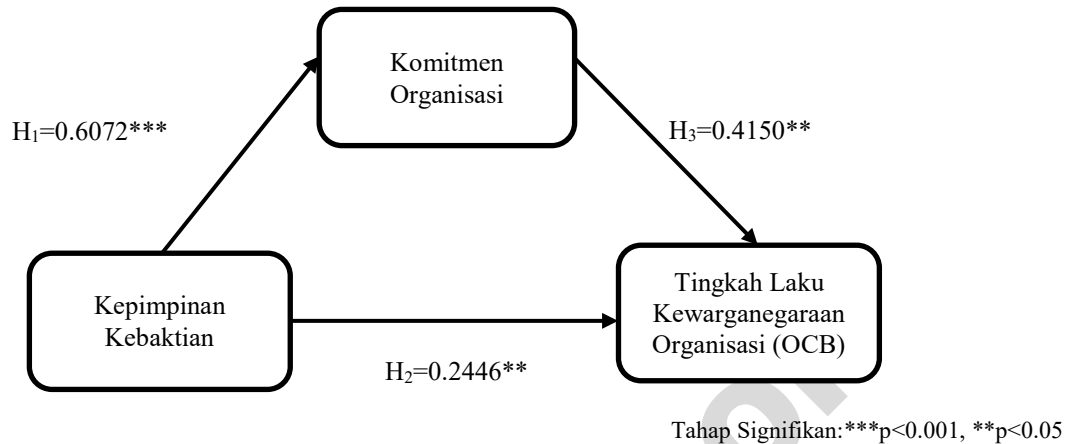 Komitmen
Organisasi
H₁=0.6072***
H₃=0.4150**
Kepimpinan
Kebaktian
Tingkah Laku
Kewarganegaraan
Organisasi (OCB)
H₂=0.2446**
Tahap Signifikan:***p<0.001, **p<0.05